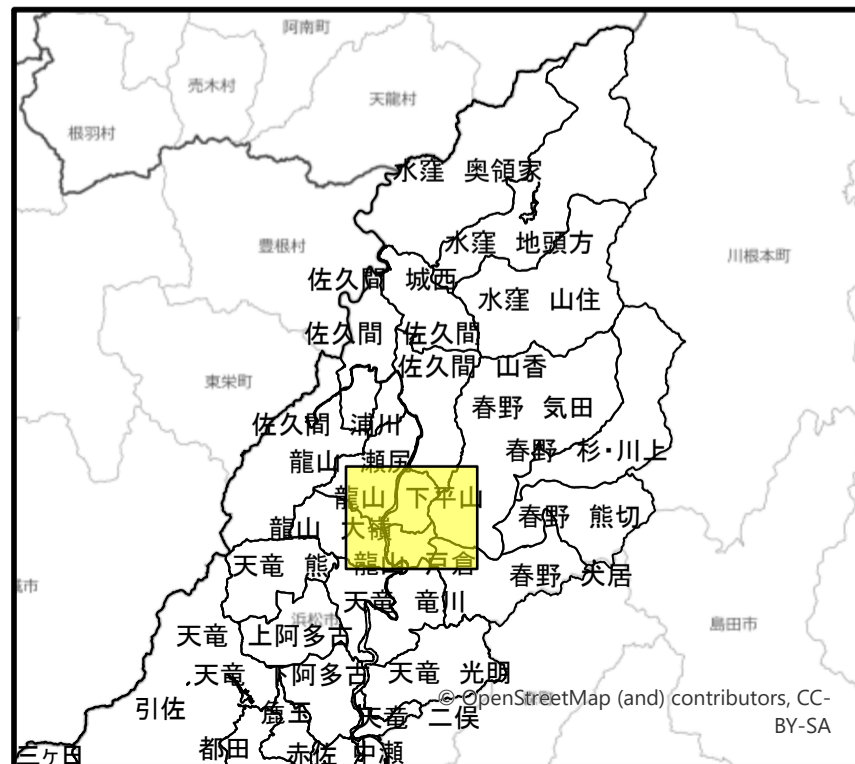 阿南町
売木村
天龍村
根羽村
水窪 奥領家
豊根村
水窪 地頭方
川根本町
佐久間 城西
水窪 山住
佐久間 佐久間
佐久間 山香
東栄町
春野 気田
佐久間 浦川
春野 杉・川上
龍山 瀬尻
龍山 下平山
春野 熊切
龍山 大嶺
天竜 熊
龍山 戸倉
春野 犬居
天竜 竜川
浜松市
島田市
天竜 上阿多古
天竜 下阿多古
天竜 光明
© OpenStreetMap (and) contributors, CC-
BY-SA
引佐
鹿玉
天竜 二俣
都田
赤佐 中瀬
三ヶ日